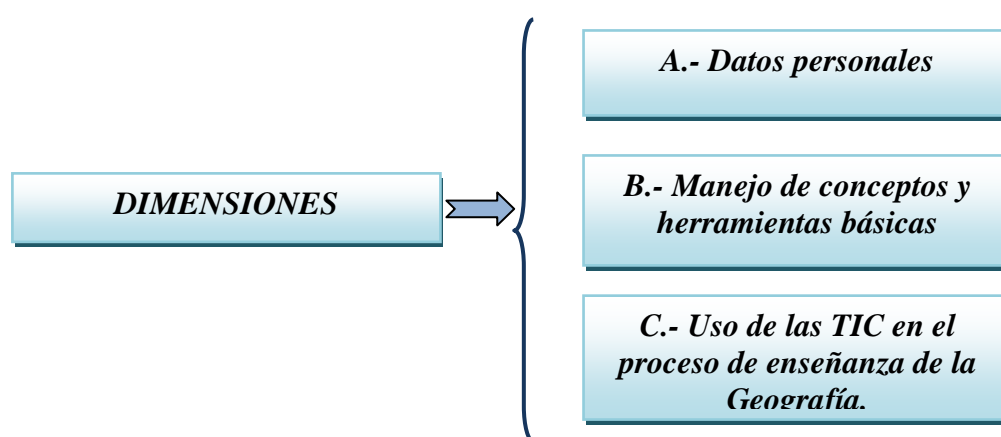 A.- Datos personales
DIMENSIONES
B.- Manejo de conceptos y
herramientas básicas
C.- Uso de las TIC en el
proceso de enseñanza de la
Geografía.